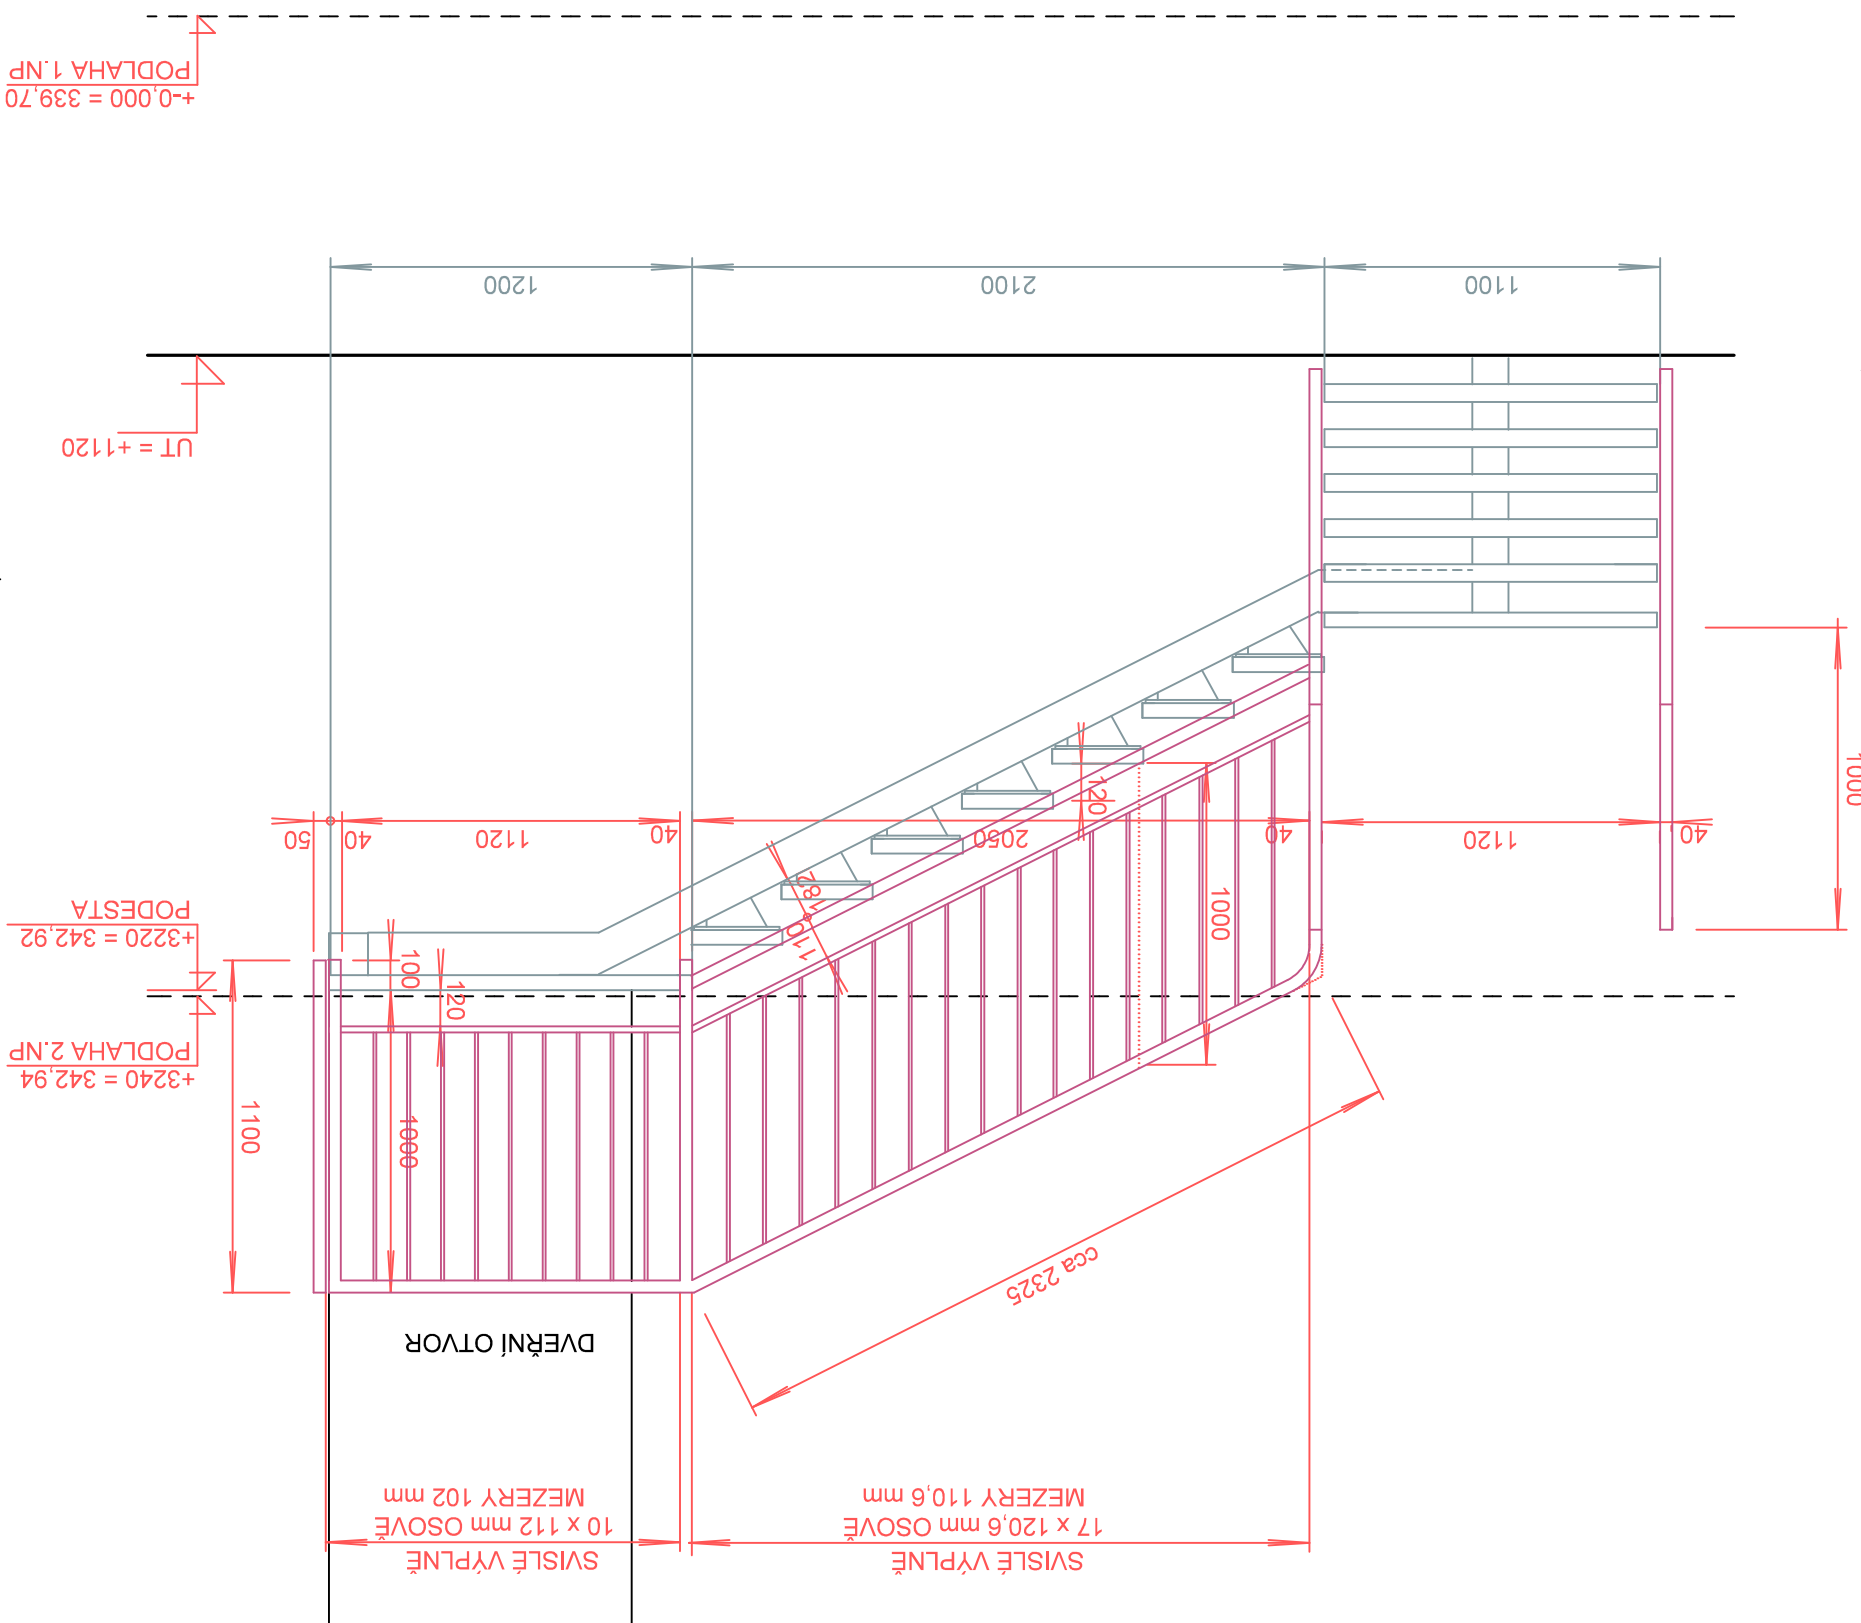 SVISLÉ VÝPLNĚ
17 x 120,6 mm OSOVĚ
MEZERY 110,6 mm
SVISLÉ VÝPLNĚ
10 x 112 mm OSOVĚ
MEZERY 102 mm
DVEŘNÍ OTVOR
cca 2325
1100
1000
+3240 = 342,94
PODLAHA 2.NP
+3220 = 342,92
PODESTA
120
100
110
182
1000
120
1000
40
1120
40
2050
40
1120
40
50
UT = +1120
1100
2100
1200
+-0,000 = 339,70
PODLAHA 1.NP